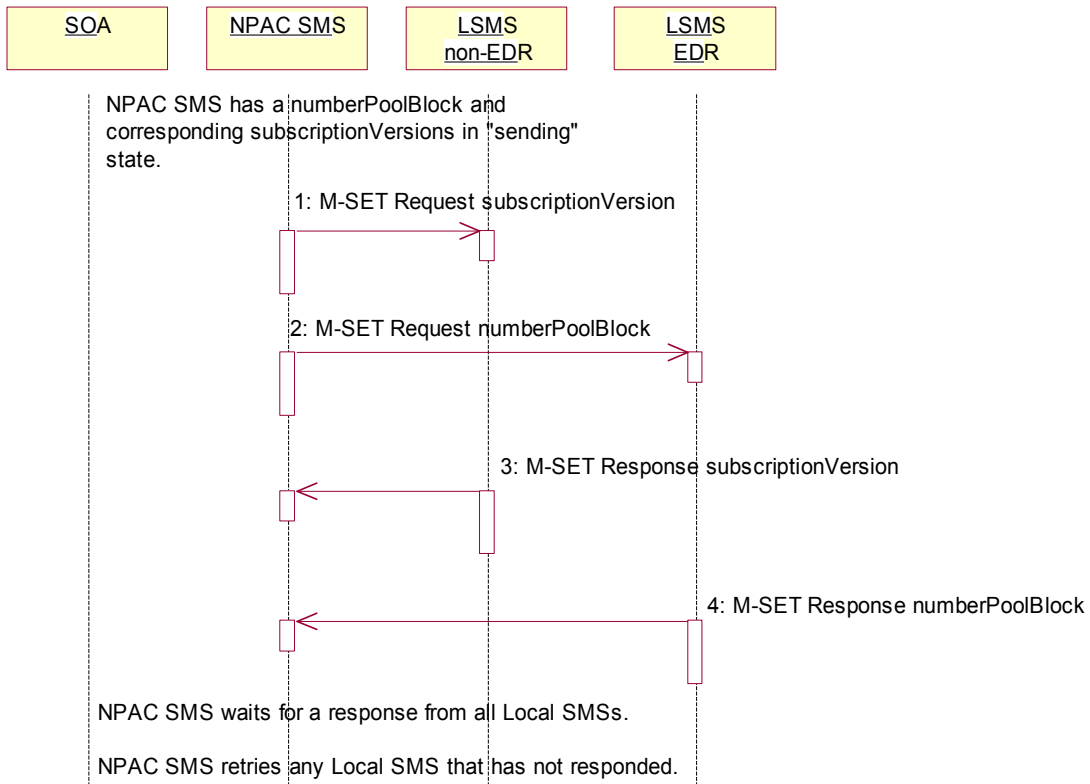 SOA
NPAC SMS
LSMS
non-EDR
LSMS
EDR
NPAC SMS has a numberPoolBlock and
corresponding subscriptionVersions in "sending"
state.
1: M-SET Request subscriptionVersion
2: M-SET Request numberPoolBlock
3: M-SET Response subscriptionVersion
4: M-SET Response numberPoolBlock
NPAC SMS waits for a response from all Local SMSs.
NPAC SMS retries any Local SMS that has not responded.